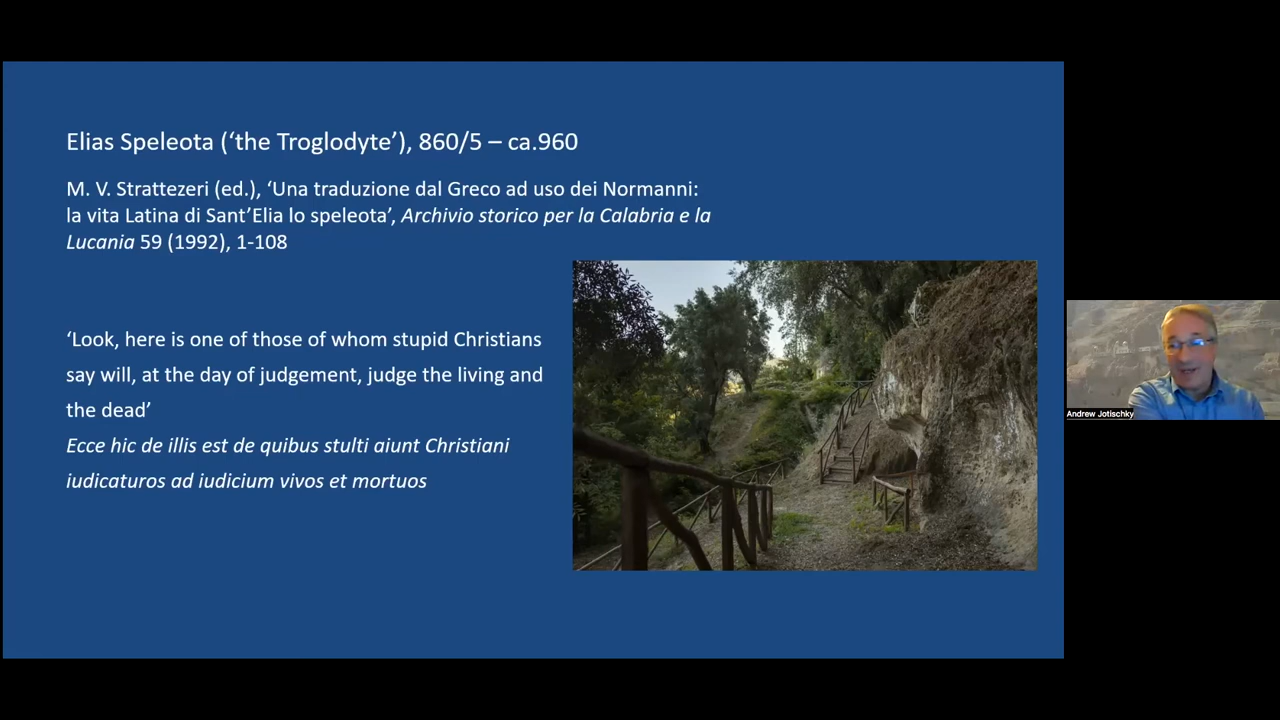 Elias Speleota (‘the Troglodyte’), 860/5 – ca.960
M. V. Strattezeri (ed.), ‘Una traduzione dal Greco ad uso dei Normanni:
la vita Latina di Sant’Elia lo speleota’, Archivio storico per la Calabria e la
Lucania 59 (1992), 1-108
‘Look, here is one of those of whom stupid Christians
say will, at the day of judgement, judge the living and
the dead’
Ecce hic de illis est de quibus stulti aiunt Christiani
iudicaturos ad iudicium vivos et mortuos
Andrew Jotischky